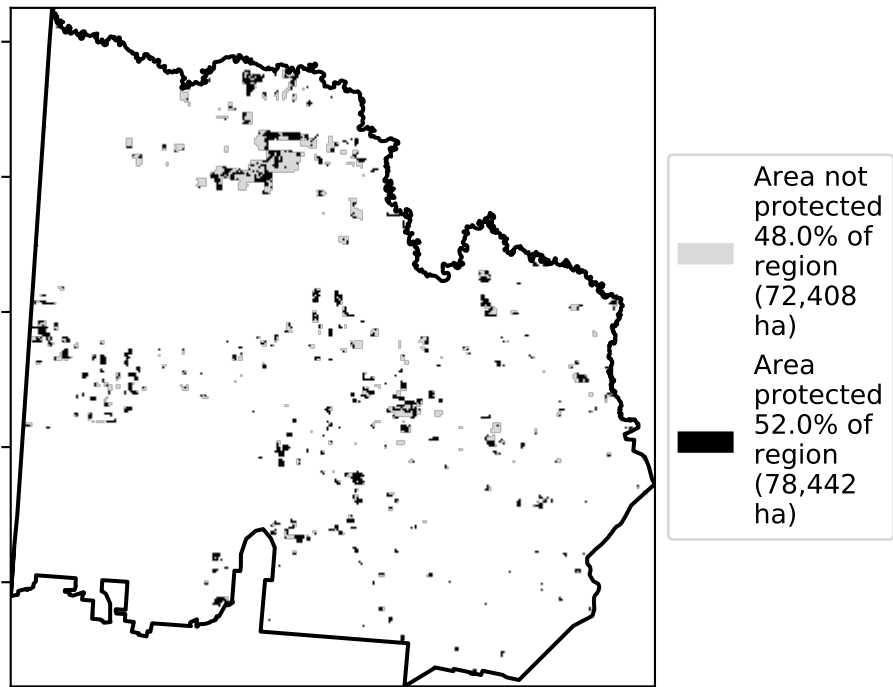 Area not
protected
48.0% of
region
(72,408
ha)
Area
protected
52.0% of
region
(78,442
ha)